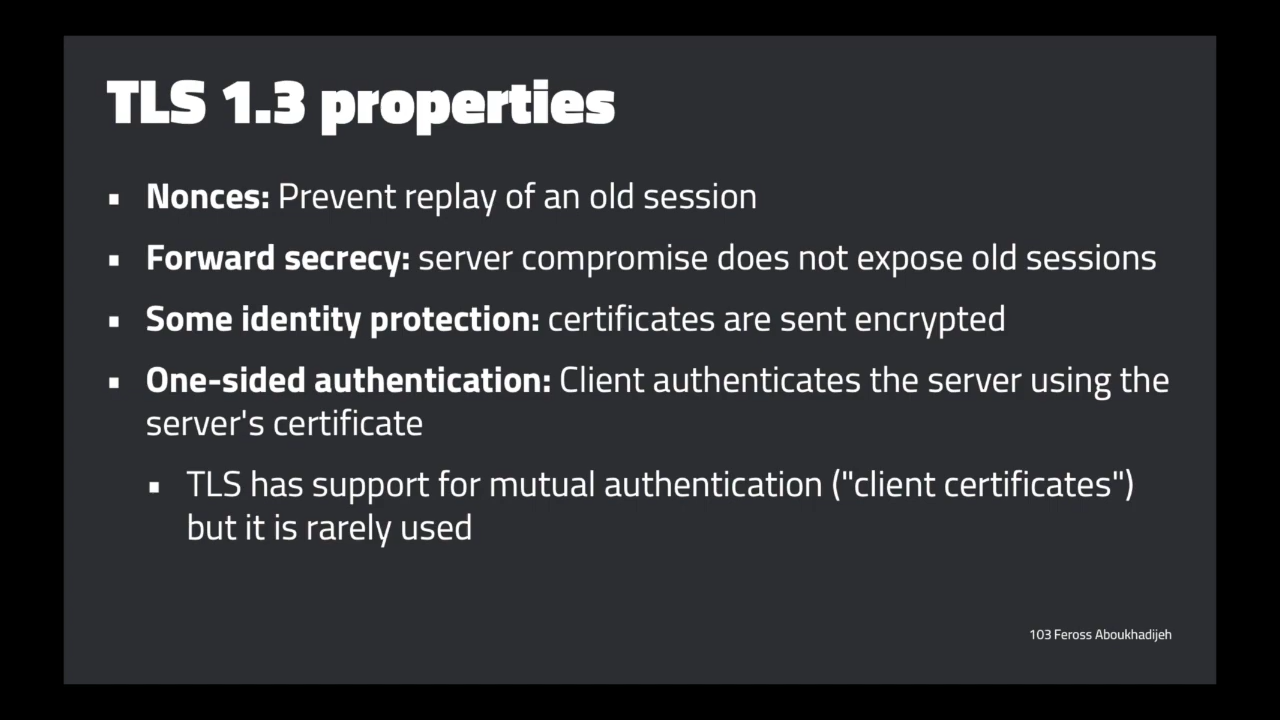 TLS 1.3 properties
▪ Nonces: Prevent replay of an old session
▪ Forward secrecy: server compromise does not expose old sessions
▪ Some identity protection: certificates are sent encrypted
▪ One-sided authentication: Client authenticates the server using the
server's certificate
▪ TLS has support for mutual authentication ("client certificates")
but it is rarely used
103 Feross Aboukhadijeh